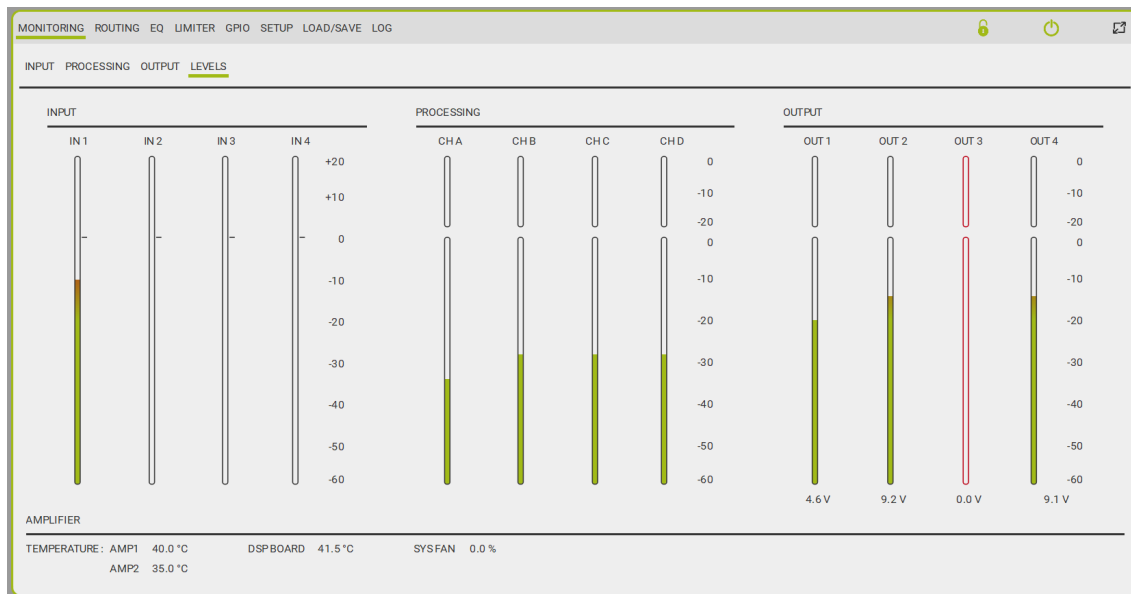 MONITORING ROUTING EQ LIMITER GPIO SETUP LOAD/SAVE LOG
INPUT PROCESSING OUTPUT LEVELS
INPUT PROCESSING OUTPUT
IN 1 IN 2 IN 3 IN 4 CH A CH B CH C CH D OUT 1 OUT 2 OUT 3 OUT 4
+20 0 0
+10 -10 -10
-20 -20
0 0 0
-10 -10 -10
-20 -20 -20
-30 -30 -30
-40 -40 -40
-50 -50 -50
-60 -60 -60
4.6 V 9.2 V 0.0 V 9.1 V
AMPLIFIER
TEMPERATURE: AMP1 40.0 °C DSP BOARD 41.5 °C SYS FAN 0.0 %
AMP2 35.0 °C